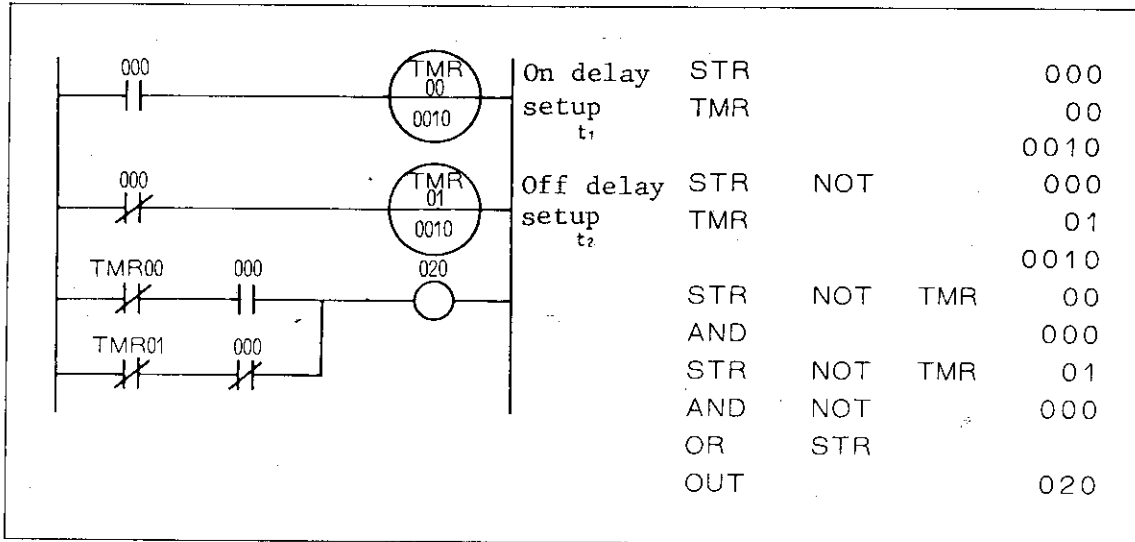 000
TMR
00
0010
On delay
setup
t₁
000
TMR
01
0010
Off delay
setup
t₂
TMR00 000 020
TMR01 000
STR 000
TMR 00
0010
STR NOT 000
TMR 01
0010
STR NOT TMR 00
AND 000
STR NOT TMR 01
AND NOT 000
OR STR
OUT 020